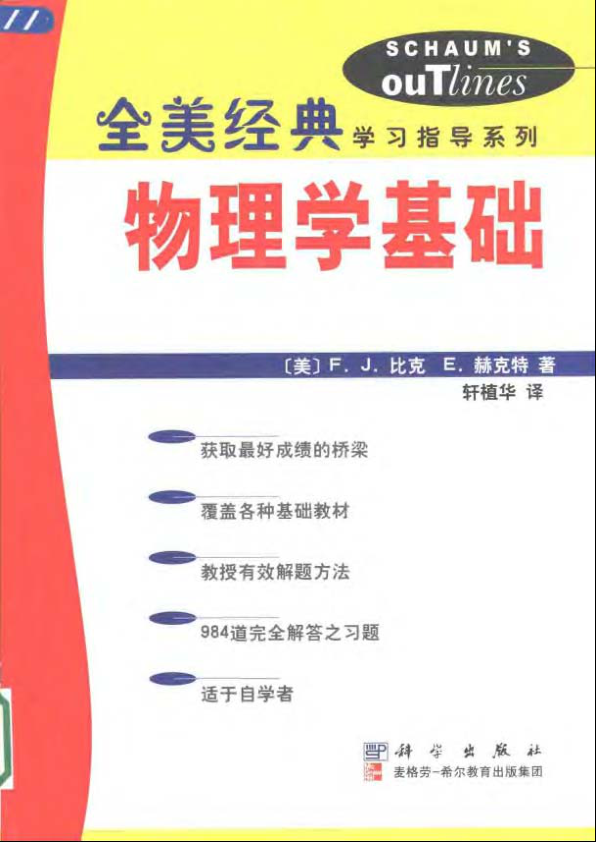 11
SCHAUM'S
ouTlines
全美经典学习指导系列
物理学基础
〔美〕F. J. 比克 E. 赫克特 著
轩植华 译
获取最好成绩的桥梁
覆盖各种基础教材
教授有效解题方法
984道完全解答之习题
适于自学者
科学出版社
麦格劳-希尔教育出版集团